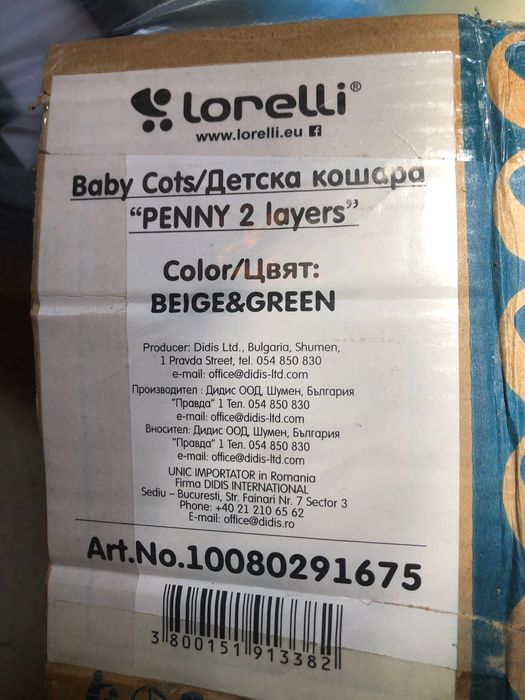 lorelli®
www.lorelli.eu f
Baby Cots/Детска кошара
“PENNY 2 layers”
Color/Цвят:
BEIGE&GREEN
Producer: Didis Ltd., Bulgaria, Shumen,
1 Pravda Street, tel. 054 850 830
e-mail: office@didis-ltd.com
Производител : Дидис ООД, Шумен, България
"Правда" 1 Тел. 054 850 830
e-mail: office@didis-ltd.com
Вносител: Дидис ООД, Шумен, България
"Правда" 1 Тел. 054 850 830
e-mail: office@didis-ltd.com
UNIC IMPORTATOR in Romania
Firma DIDIS INTERNATIONAL
Sediu – Bucuresti, Str. Fainari Nr. 7 Sector 3
Phone: +40 21 210 65 62
E-mail: office@didis.ro
Art.No.10080291675
3 800151 913382